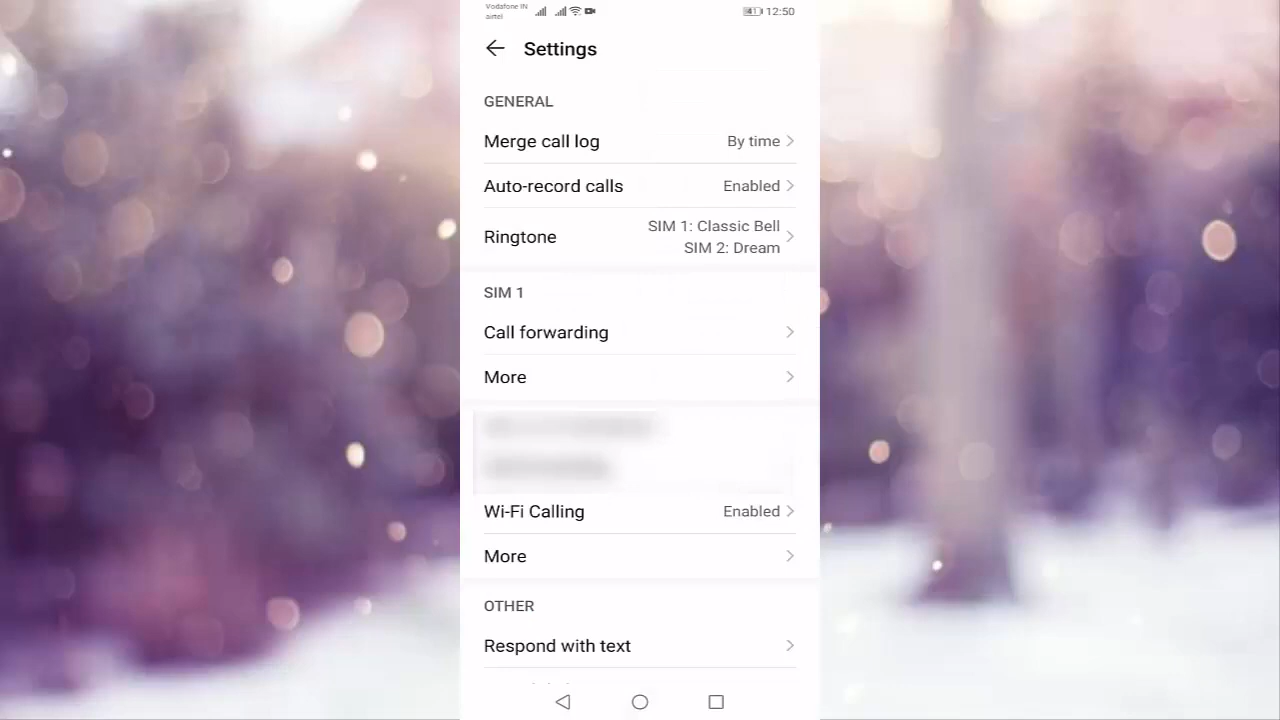 Vodafone IN
airtel
41
12:50
Settings
GENERAL
Merge call log
By time
Auto-record calls
Enabled
Ringtone
SIM 1: Classic Bell
SIM 2: Dream
SIM 1
Call forwarding
More
Wi-Fi Calling
Enabled
More
OTHER
Respond with text